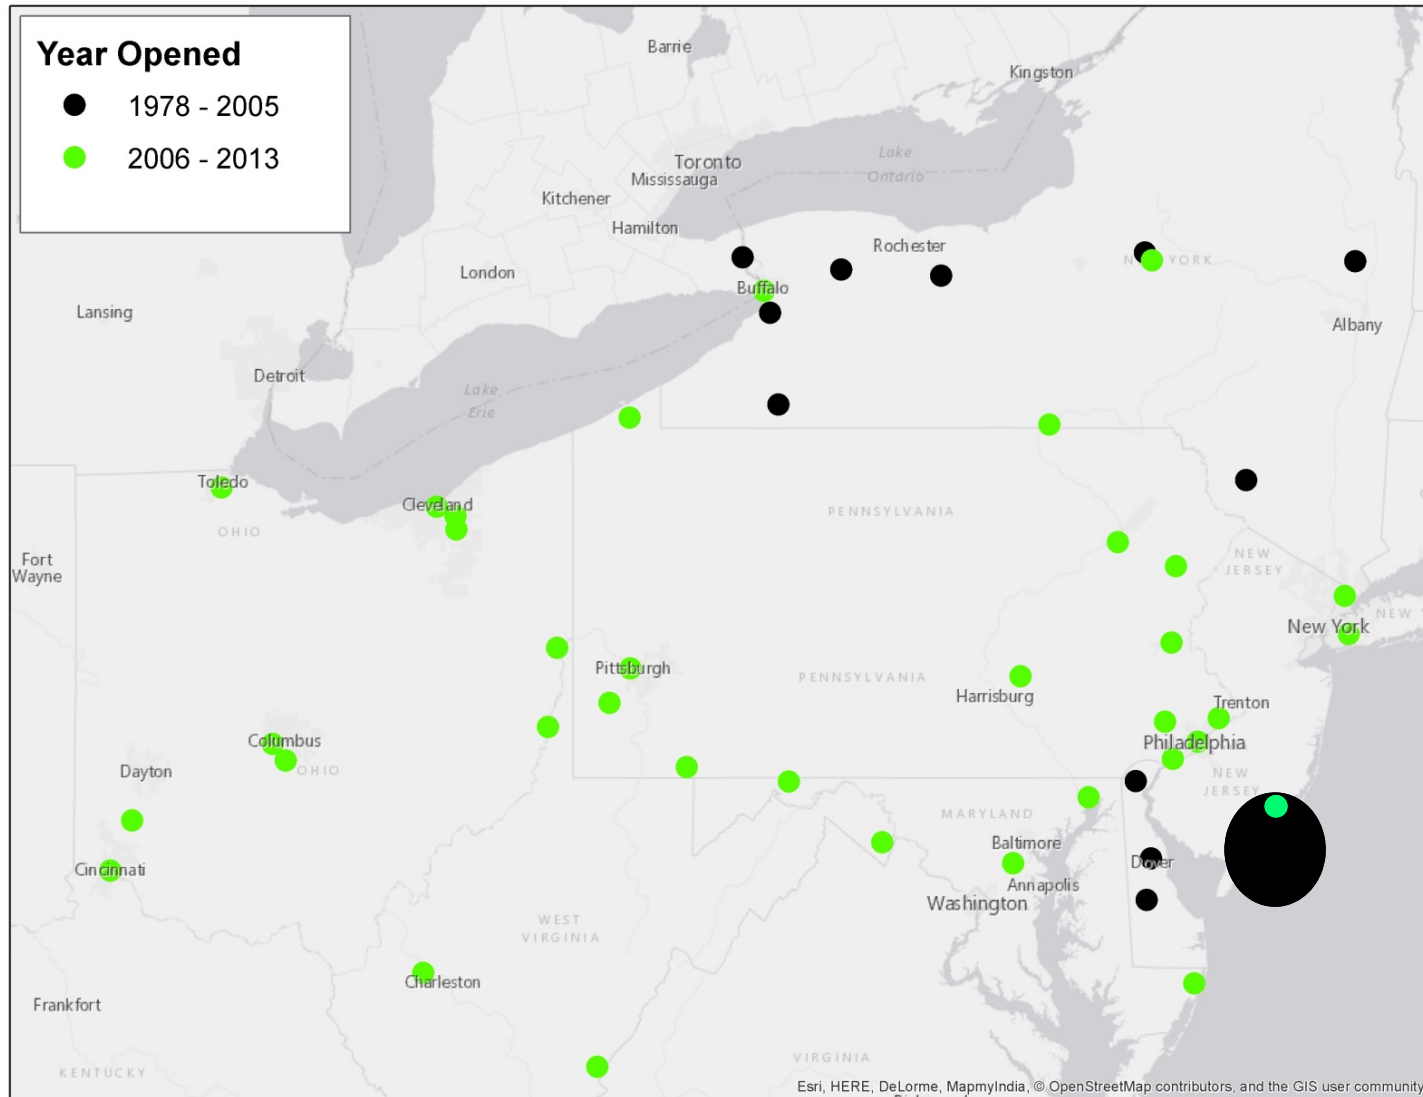 Year Opened
1978 - 2005
2006 - 2013
Barrie
Kingston
Toronto
Mississauga
Lake
Ontario
Kitchener
Hamilton
Rochester
London
NEW YORK
Buffalo
Lansing
Albany
Detroit
Lake
Erie
Toledo
Cleveland
PENNSYLVANIA
OHIO
Fort
Wayne
NEW
JERSEY
NEW
New York
Pittsburgh
PENNSYLVANIA
Harrisburg
Trenton
Columbus
Philadelphia
OHIO
Dayton
NEW
JERSEY
MARYLAND
Baltimore
Dover
Cincinnati
Annapolis
Washington
WEST
VIRGINIA
Charleston
Frankfort
VIRGINIA
KENTUCKY
Esri, HERE, DeLorme, MapmyIndia, © OpenStreetMap contributors, and the GIS user community